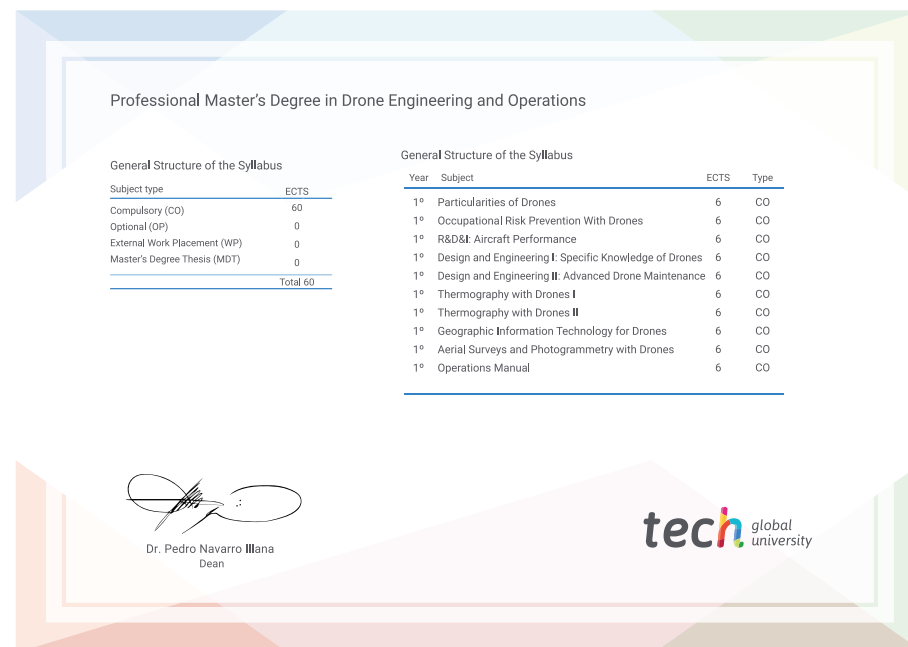 Professional Master's Degree in Drone Engineering and Operations
General Structure of the Syllabus
Subject type ECTS
Compulsory (CO) 60
Optional (OP) 0
External Work Placement (WP) 0
Master's Degree Thesis (MDT) 0
Total 60
General Structure of the Syllabus
Year Subject ECTS Type
1º Particularities of Drones 6 CO
1º Occupational Risk Prevention With Drones 6 CO
1º R&D&I: Aircraft Performance 6 CO
1º Design and Engineering I: Specific Knowledge of Drones 6 CO
1º Design and Engineering II: Advanced Drone Maintenance 6 CO
1º Thermography with Drones I 6 CO
1º Thermography with Drones II 6 CO
1º Geographic Information Technology for Drones 6 CO
1º Aerial Surveys and Photogrammetry with Drones 6 CO
1º Operations Manual 6 CO
Dr. Pedro Navarro Illana
Dean
tech global
university